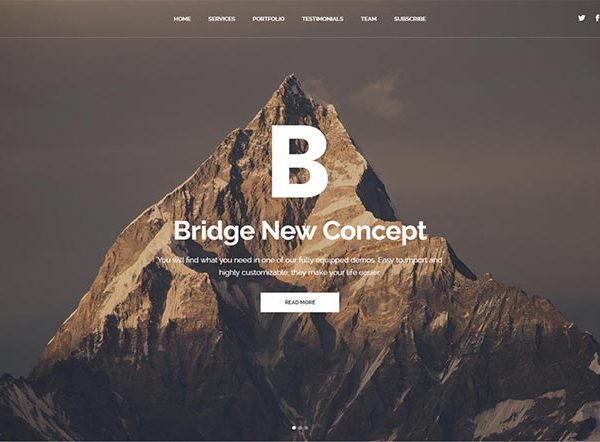 HOME SERVICES PORTFOLIO TESTIMONIALS TEAM SUBSCRIBE
B
Bridge New Concept
You will find what you need in one of our fully equipped demos. Easy to import and
highly customizable, they make your life easier.
READ MORE